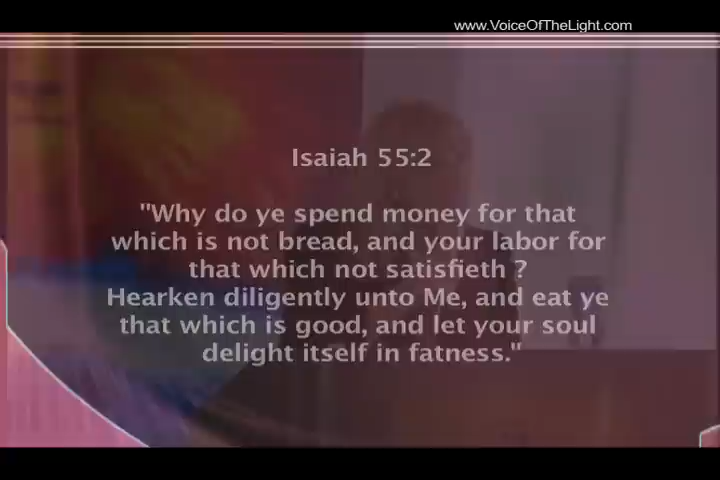 www.VoiceOfTheLight.com
Isaiah 55:2
"Why do ye spend money for that
which is not bread, and your labor for
that which not satisfieth ?
Hearken diligently unto Me, and eat ye
that which is good, and let your soul
delight itself in fatness."